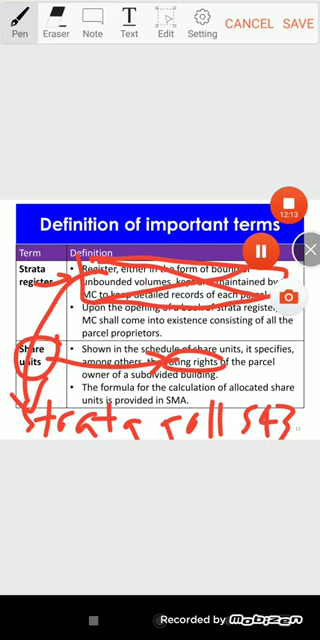 CANCEL SAVE
Pen Eraser Note Text Edit Setting
12:13
Definition of important terms
Term Definition
Strata register
• Register, either in the form of bound or unbounded volumes, kept and maintained by MC to keep detailed records of each parcel
• Upon the opening of a book of strata register, MC shall come into existence consisting of all the parcel proprietors.
Share units
• Shown in the schedule of share units, it specifies, among others, the voting rights of the parcel owner of a subdivided building.
• The formula for the calculation of allocated share units is provided in SMA.
strata roll S43
15
Recorded by mobizen